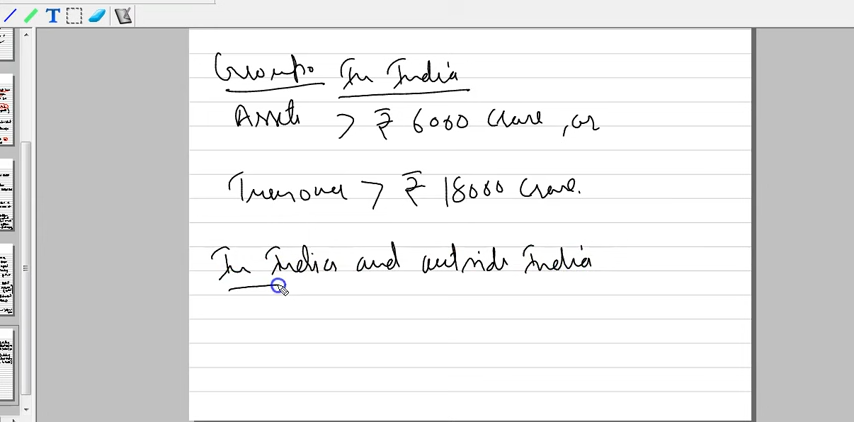 Group In India
Assets > ₹ 6000 Crore, or
Turnover > ₹ 18000 Crore.
In India and outside India